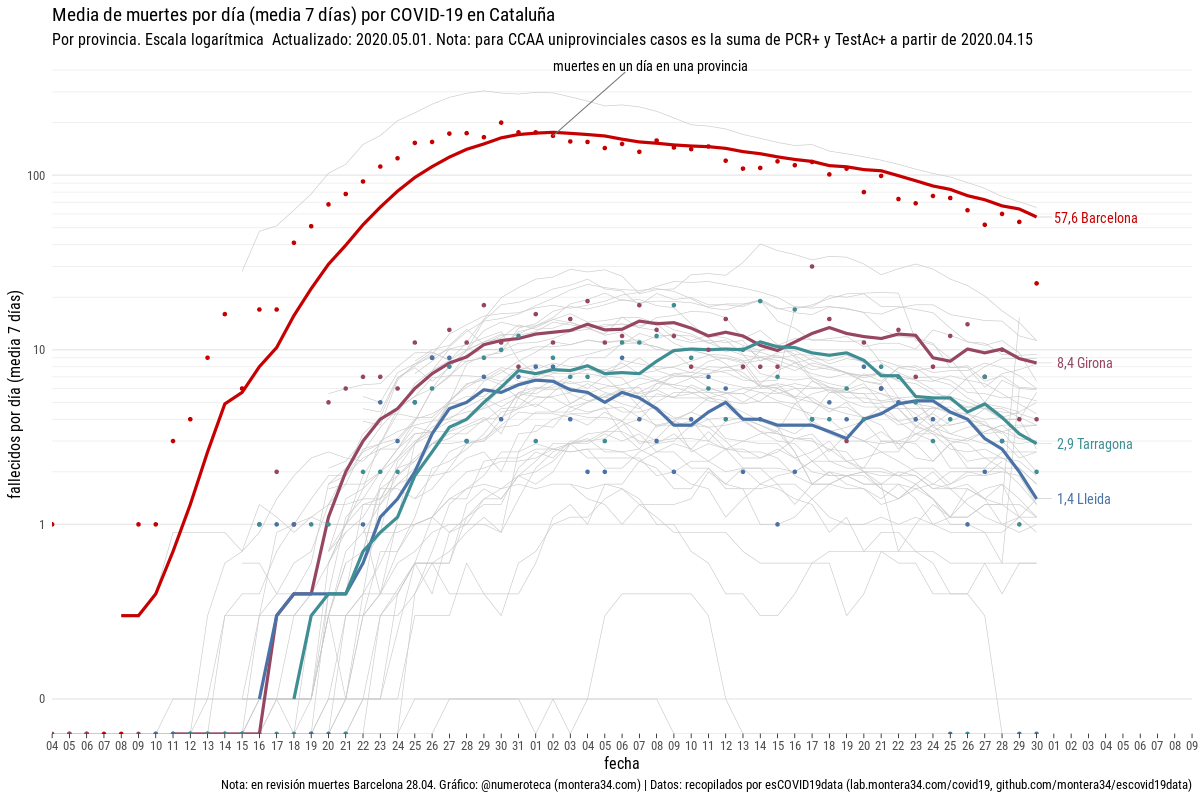 Media de muertes por día (media 7 días) por COVID-19 en Cataluña
Por provincia. Escala logarítmica  Actualizado: 2020.05.01. Nota: para CCAA uniprovinciales casos es la suma de PCR+ y TestAc+ a partir de 2020.04.15
muertes en un día en una provincia
fallecidos por día (media  7 días)
100
10
1
0
57,6 Barcelona
8,4 Girona
2,9 Tarragona
1,4 Lleida
04 05 06 07 08 09 10 11 12 13 14 15 16 17 18 19 20 21 22 23 24 25 26 27 28 29 30 31 01 02 03 04 05 06 07 08 09 10 11 12 13 14 15 16 17 18 19 20 21 22 23 24 25 26 27 28 29 30 01 02 03 04 05 06 07 08 09
fecha
Nota: en revisión muertes Barcelona 28.04. Gráfico: @numeroteca (montera34.com) | Datos: recopilados por esCOVID19data (lab.montera34.com/covid19, github.com/montera34/escovid19data)